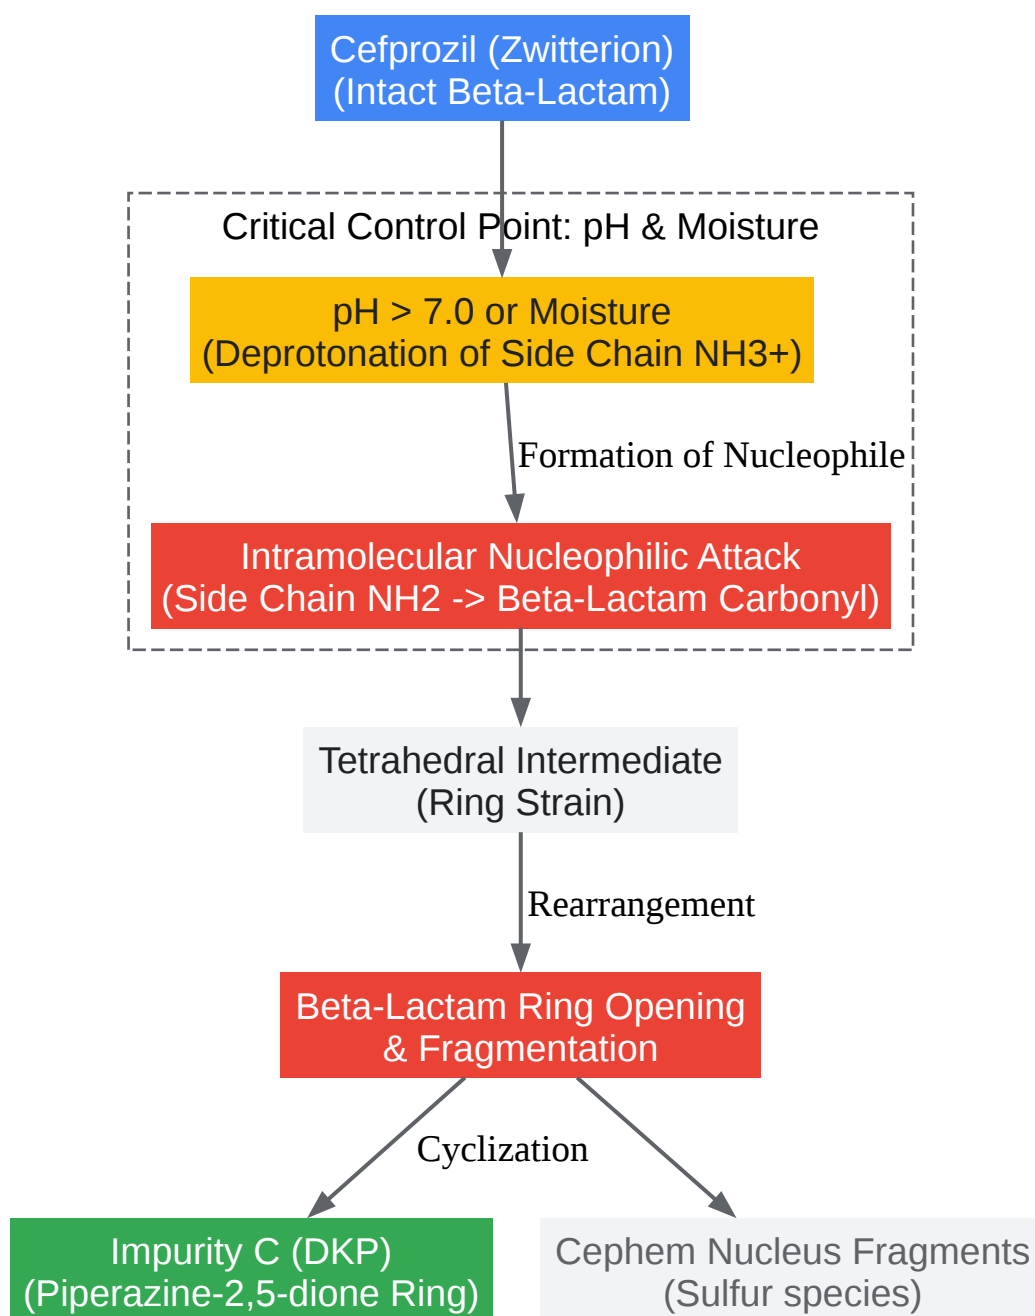 Cefprozil (Zwitterion)
(Intact Beta-Lactam)
Critical Control Point: pH & Moisture
pH > 7.0 or Moisture
(Deprotonation of Side Chain NH3+)
Formation of Nucleophile
Intramolecular Nucleophilic Attack
(Side Chain NH2 -> Beta-Lactam Carbonyl)
Tetrahedral Intermediate
(Ring Strain)
Rearrangement
Beta-Lactam Ring Opening
& Fragmentation
Cyclization
Impurity C (DKP)
(Piperazine-2,5-dione Ring)
Cephem Nucleus Fragments
(Sulfur species)